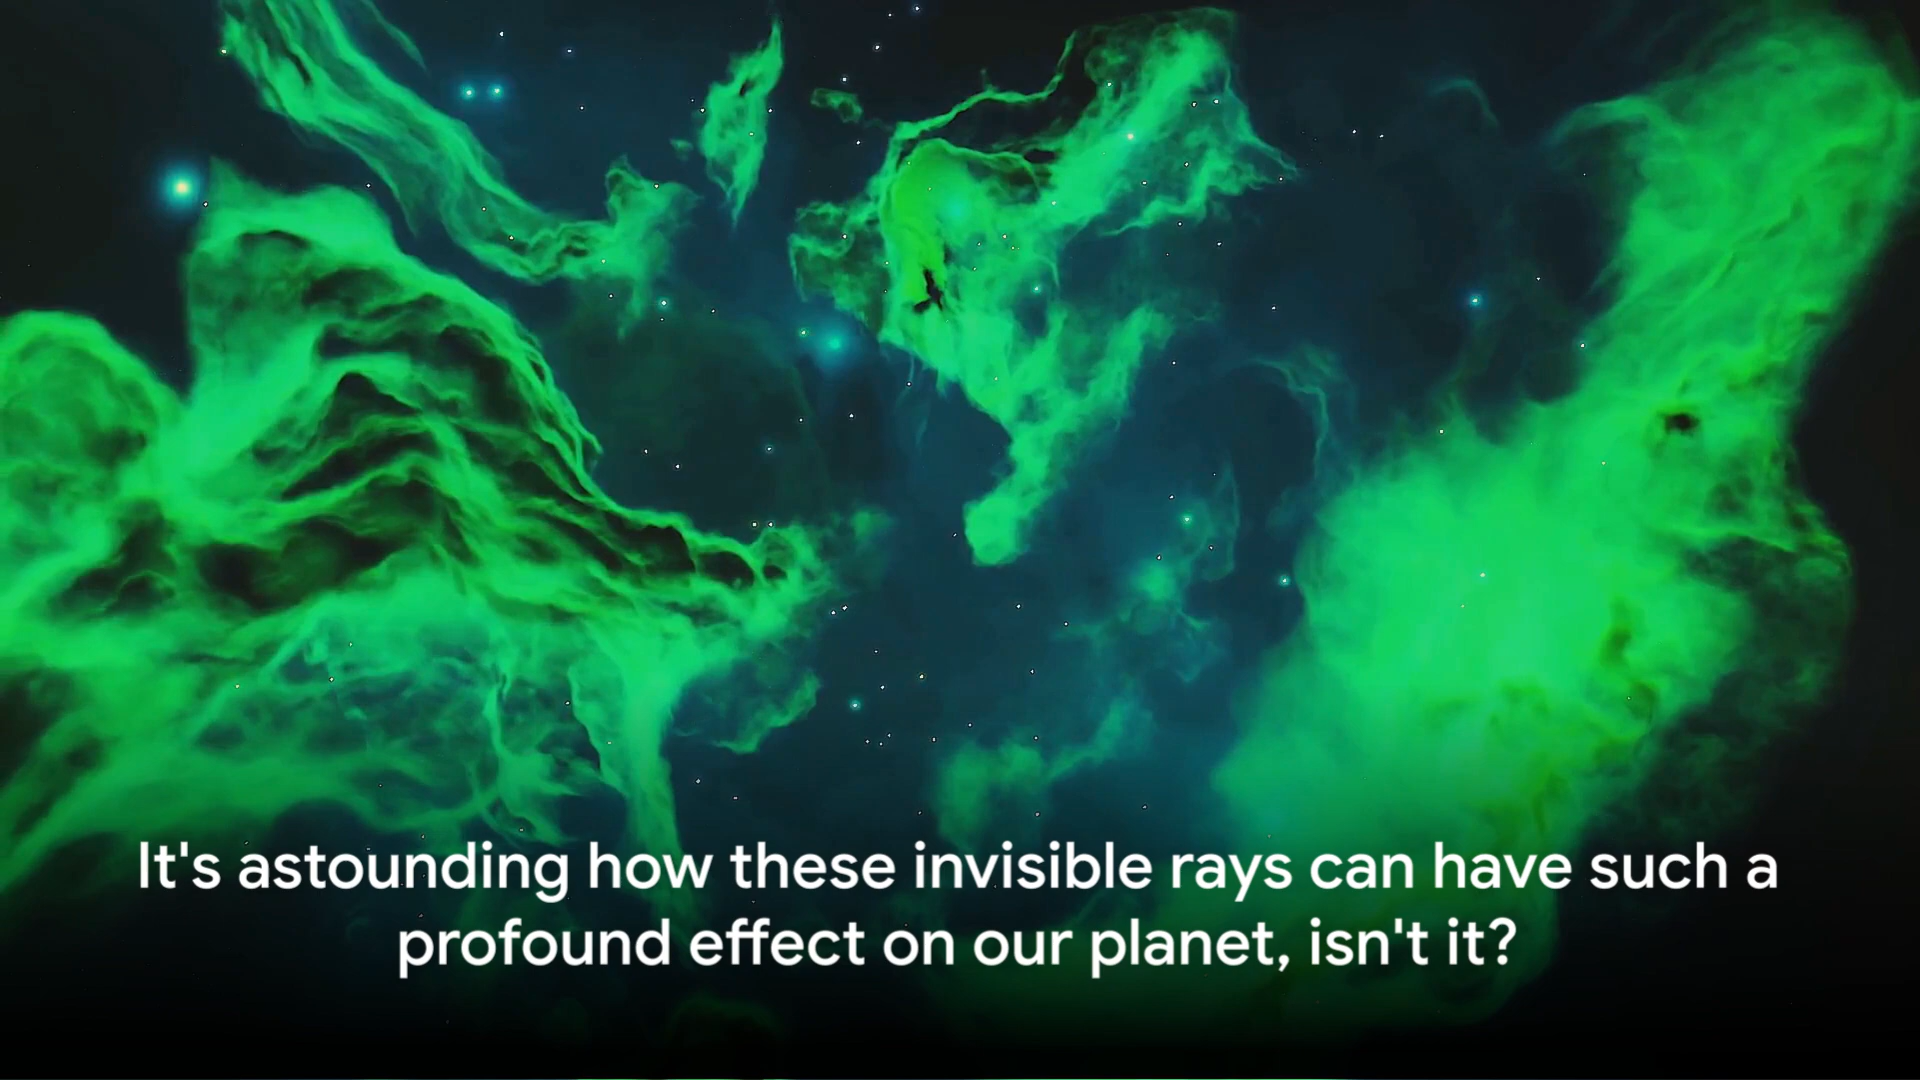 It's astounding how these invisible rays can have such a
profound effect on our planet, isn't it?